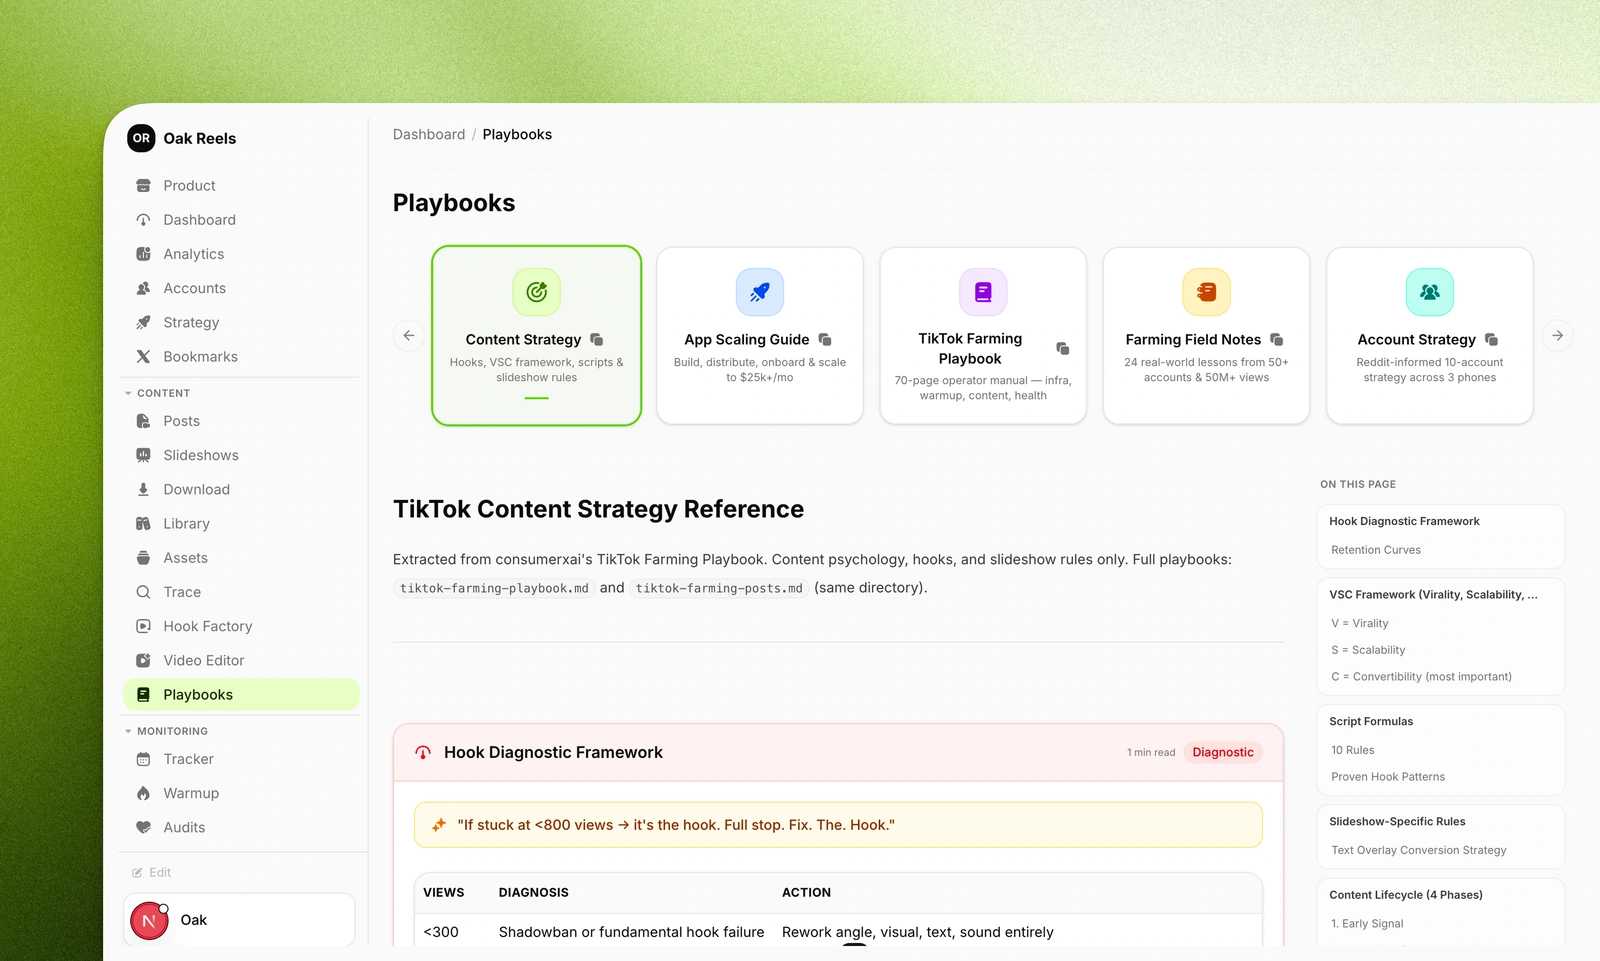 OR Oak Reels
Product
Dashboard
Analytics
Accounts
Strategy
Bookmarks
CONTENT
Posts
Slideshows
Download
Library
Assets
Trace
Hook Factory
Video Editor
Playbooks
MONITORING
Tracker
Warmup
Audits
Edit
N Oak
Dashboard / Playbooks
Playbooks
Content Strategy
Hooks, VSC framework, scripts &
slideshow rules
App Scaling Guide
Build, distribute, onboard & scale
to $25k+/mo
TikTok Farming
Playbook
70-page operator manual — infra,
warmup, content, health
Farming Field Notes
24 real-world lessons from 50+
accounts & 50M+ views
Account Strategy
Reddit-informed 10-account
strategy across 3 phones
TikTok Content Strategy Reference
Extracted from consumerxai's TikTok Farming Playbook. Content psychology, hooks, and slideshow rules only. Full playbooks:
tiktok-farming-playbook.md and tiktok-farming-posts.md (same directory).
Hook Diagnostic Framework
1 min read Diagnostic
"If stuck at <800 views → it's the hook. Full stop. Fix. The. Hook."
VIEWS DIAGNOSIS ACTION
<300 Shadowban or fundamental hook failure Rework angle, visual, text, sound entirely
ON THIS PAGE
Hook Diagnostic Framework
Retention Curves
VSC Framework (Virality, Scalability, ...
V = Virality
S = Scalability
C = Convertibility (most important)
Script Formulas
10 Rules
Proven Hook Patterns
Slideshow-Specific Rules
Text Overlay Conversion Strategy
Content Lifecycle (4 Phases)
1. Early Signal